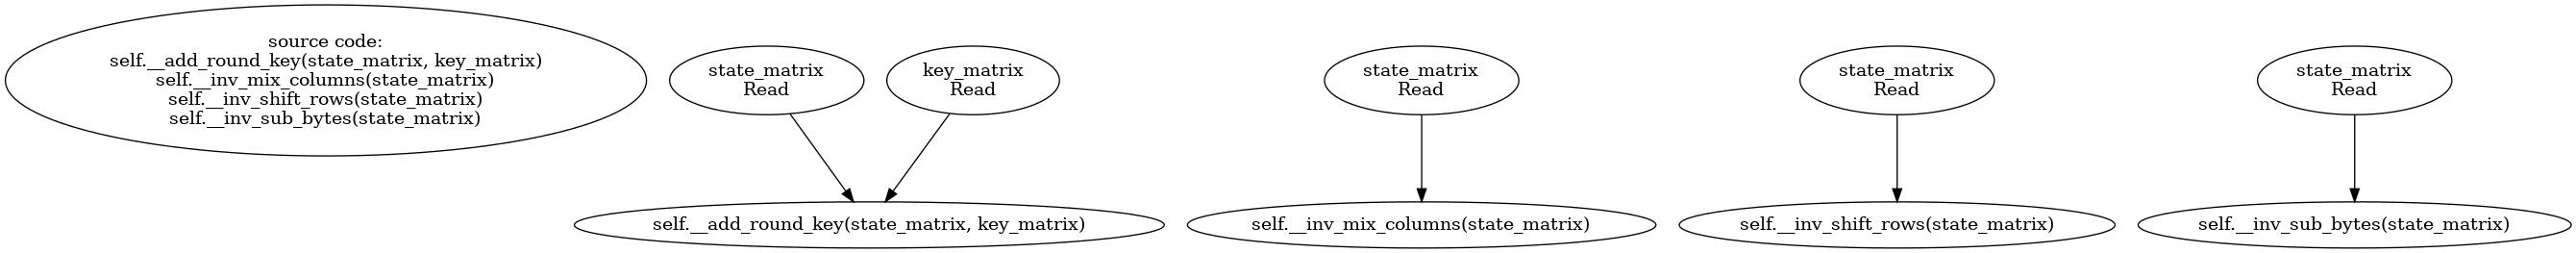 source code:
self.__add_round_key(state_matrix, key_matrix)
self.__inv_mix_columns(state_matrix)
self.__inv_shift_rows(state_matrix)
self.__inv_sub_bytes(state_matrix)
state_matrix
Read
key_matrix
Read
state_matrix
Read
state_matrix
Read
state_matrix
Read
self.__add_round_key(state_matrix, key_matrix)
self.__inv_mix_columns(state_matrix)
self.__inv_shift_rows(state_matrix)
self.__inv_sub_bytes(state_matrix)